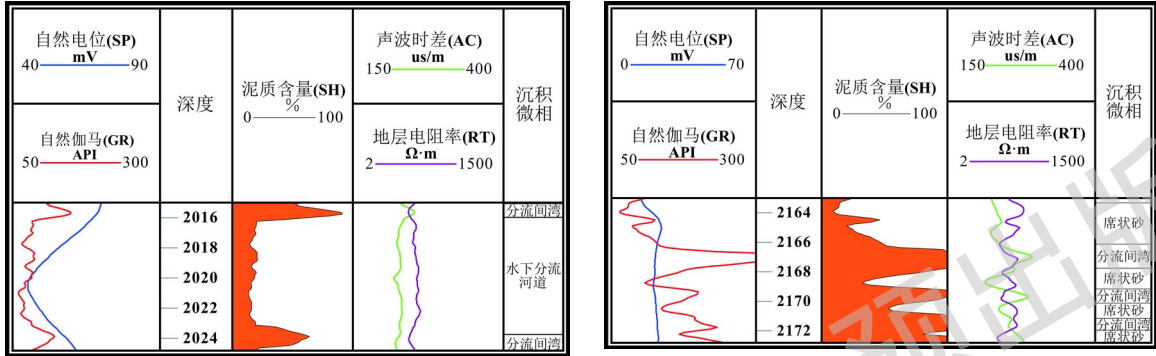 自然电位(SP)
mV
40 90
自然伽马(GR)
API
50 300
深度
泥质含量(SH)
%
0 100
声波时差(AC)
us/m
150 400
地层电阻率(RT)
Ω·m
2 1500
沉积
微相
2016
2018
2020
2022
2024
分流间湾
水下分流
河道
分流间湾
自然电位(SP)
mV
0 70
自然伽马(GR)
API
50 300
深度
泥质含量(SH)
%
0 100
声波时差(AC)
us/m
150 400
地层电阻率(RT)
Ω·m
2 1500
沉积
微相
2164
2166
2168
2170
2172
席状砂
分流间湾
席状砂
分流间湾
席状砂
分流间湾
席状砂
预出版